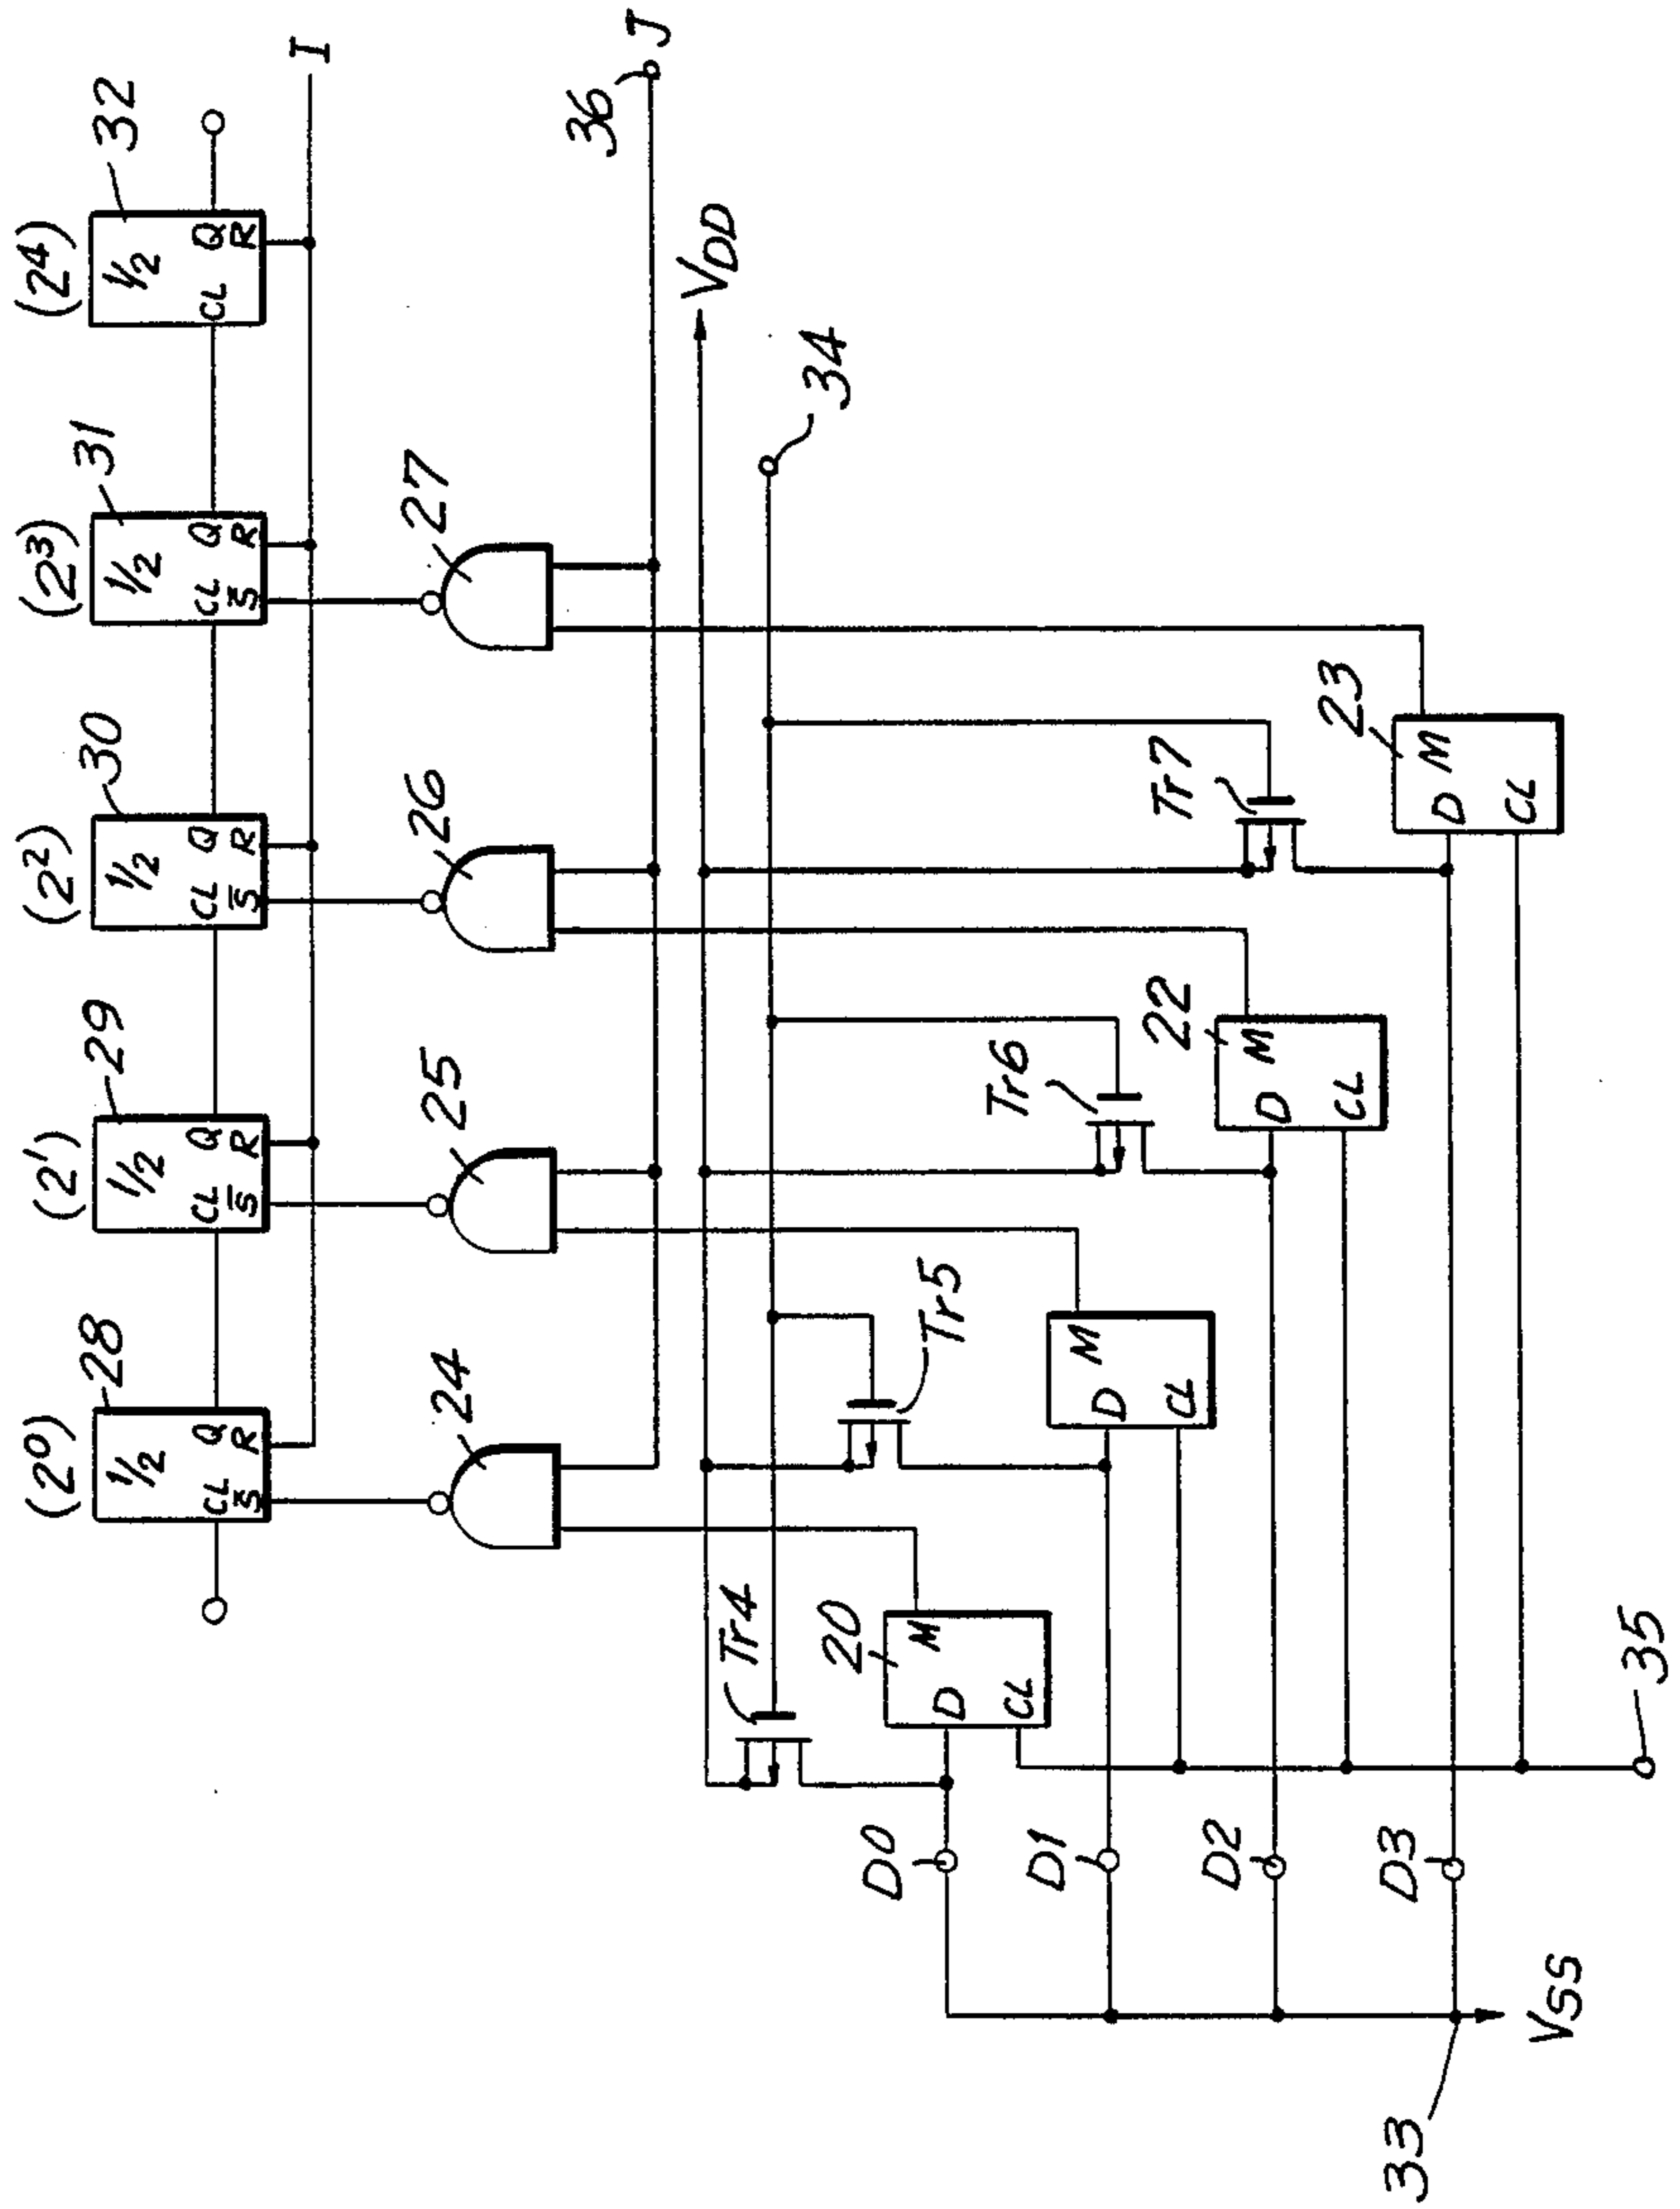 (2⁰) (2¹) (2²) (2³) (2⁴)
28 29 30 31 32
1/2 1/2 1/2 1/2 1/2
CL Q CL Q CL Q CL Q CL Q
S̅ R S̅ R S̅ R S̅ R R
I
24 25 26 27
36 J
VDD
34
Tr4 Tr5 Tr6 Tr7
20
D M
CL
D M
CL
22
D M
CL
23
D M
CL
D0
D1
D2
D3
33
VSS
35